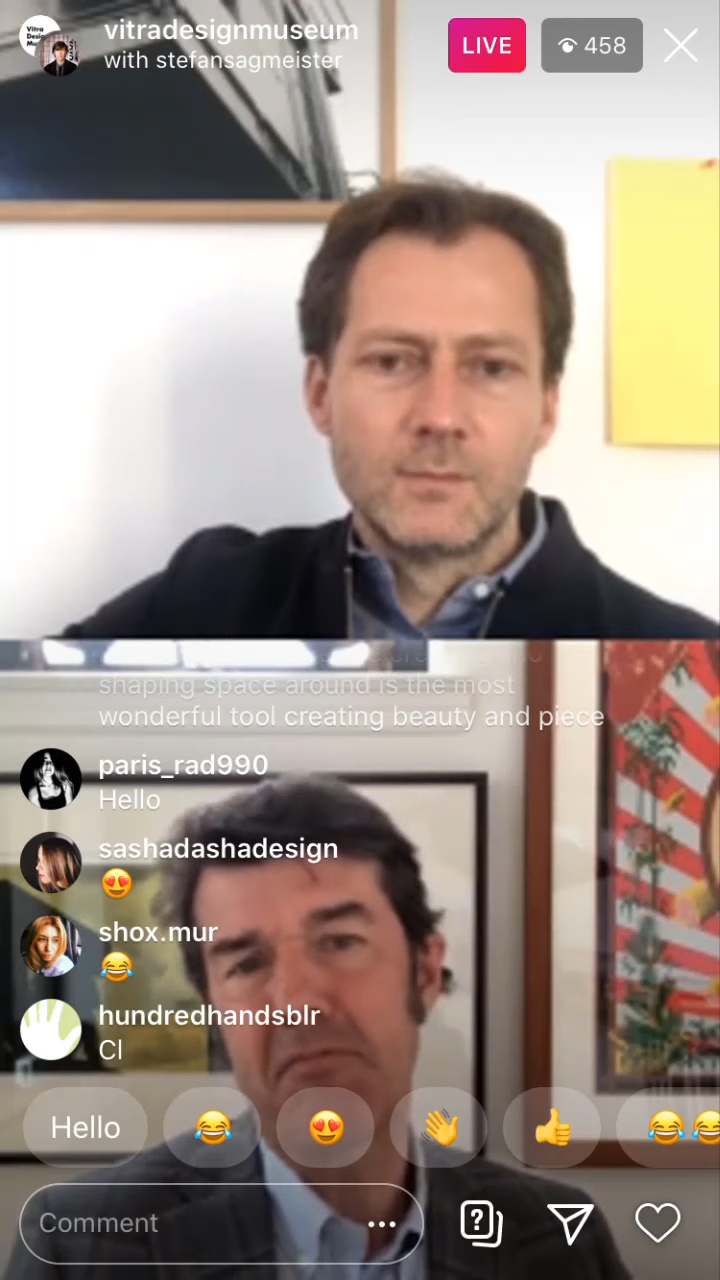 Vitra
vitradesignmuseum
with stefansagmeister
LIVE
458
shaping space around is the most
wonderful tool creating beauty and piece
paris_rad990
Hello
sashadashadesign
😍
shox.mur
😂
hundredhandsblr
Cl
Hello 😂 😍 👋 👍 😂😂
Comment